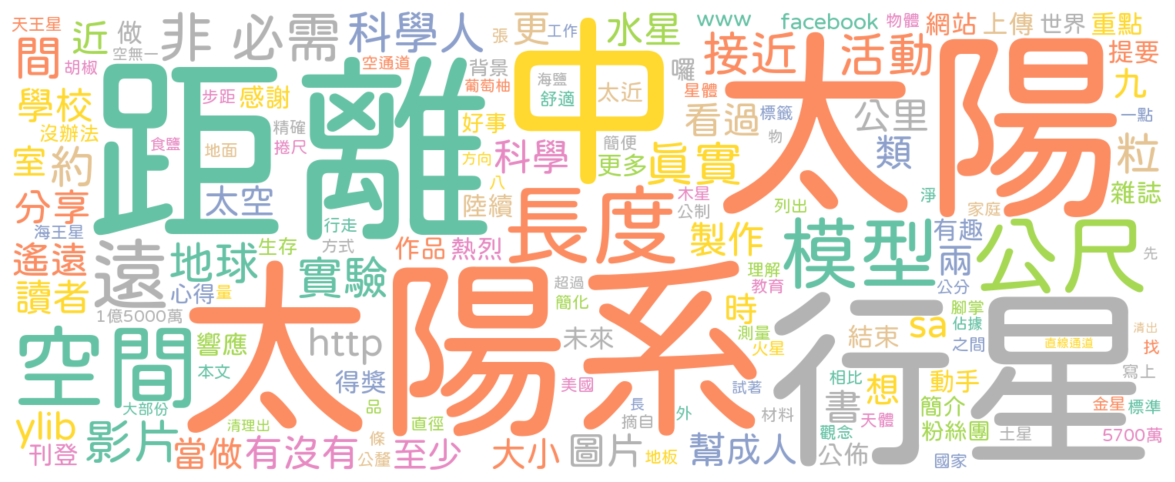 天王星 近 做 非 必需 科學人 更 工作 水星 www facebook 物體 網站 上傳 世界 重點
間 胡椒 空無一 空通道 張 背景 囉 接近 活動 提要
距離 中 太陽
葡萄柚 海鹽 舒適 太近 星體 標籤 公里 九
學校 步距 感謝 好事 看過 一點
沒辦法 精確 捲尺 簡便 物 類
室 約 食鹽 地面 方向 科學 更多 眞實 粒
太空 八 陸續 長度 木星 公制 列出 淨 家庭 雜誌
分享 海王星 行走 方式 作品 熱烈 製作 模型 有趣 公尺 先
遙遠 遠 地球 生存 實驗 理解 教育 兩 公分
讀者 心得 量 超過 簡化 時 腳掌 佔據
1億5000萬 太陽系 行星
空間 響應 http 未來 測量 火星 結束 sa 之間 直線通道 清出 找
本文 得獎 美國 試著 相比 想 動手 寫上
ylib 大部份 清理出 品 直徑 長 摘自 外 材料 書 天體 簡介 金星 標準
刊登 影片 當做 有沒有 條 公釐 至少 大小 圖片 地板 幫成人 觀念 公佈 粉絲團 國家 土星 5700萬